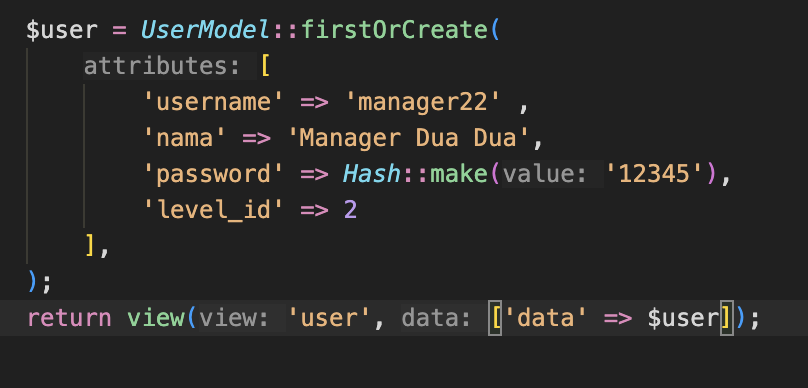 $user = UserModel::firstOrCreate(
attributes: [
'username' => 'manager22' ,
'nama' => 'Manager Dua Dua',
'password' => Hash::make(value: '12345'),
'level_id' => 2
],
);
return view(view: 'user', data: ['data' => $user]);